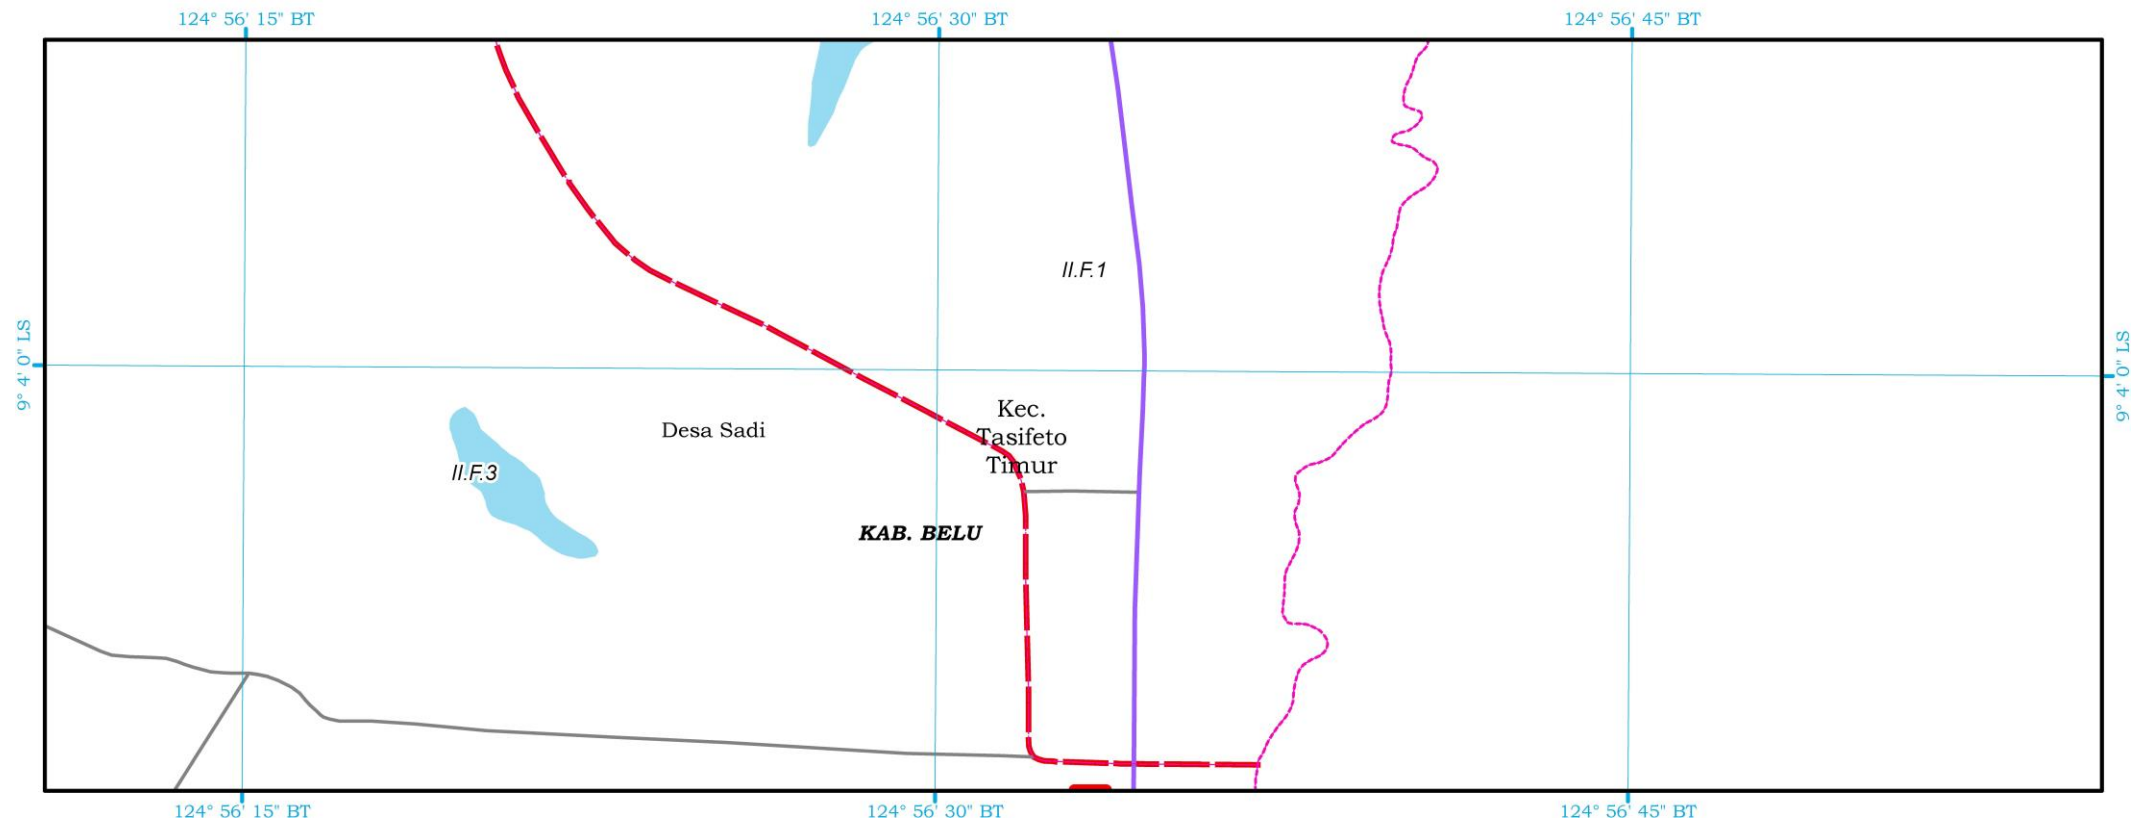 124° 56' 15" BT
124° 56' 30" BT
124° 56' 45" BT
II.F.1
9° 4' 0" LS
9° 4' 0" LS
Kec.
Tasifeto
Timur
Desa Sadi
II.F.3
KAB. BELU
124° 56' 15" BT
124° 56' 30" BT
124° 56' 45" BT